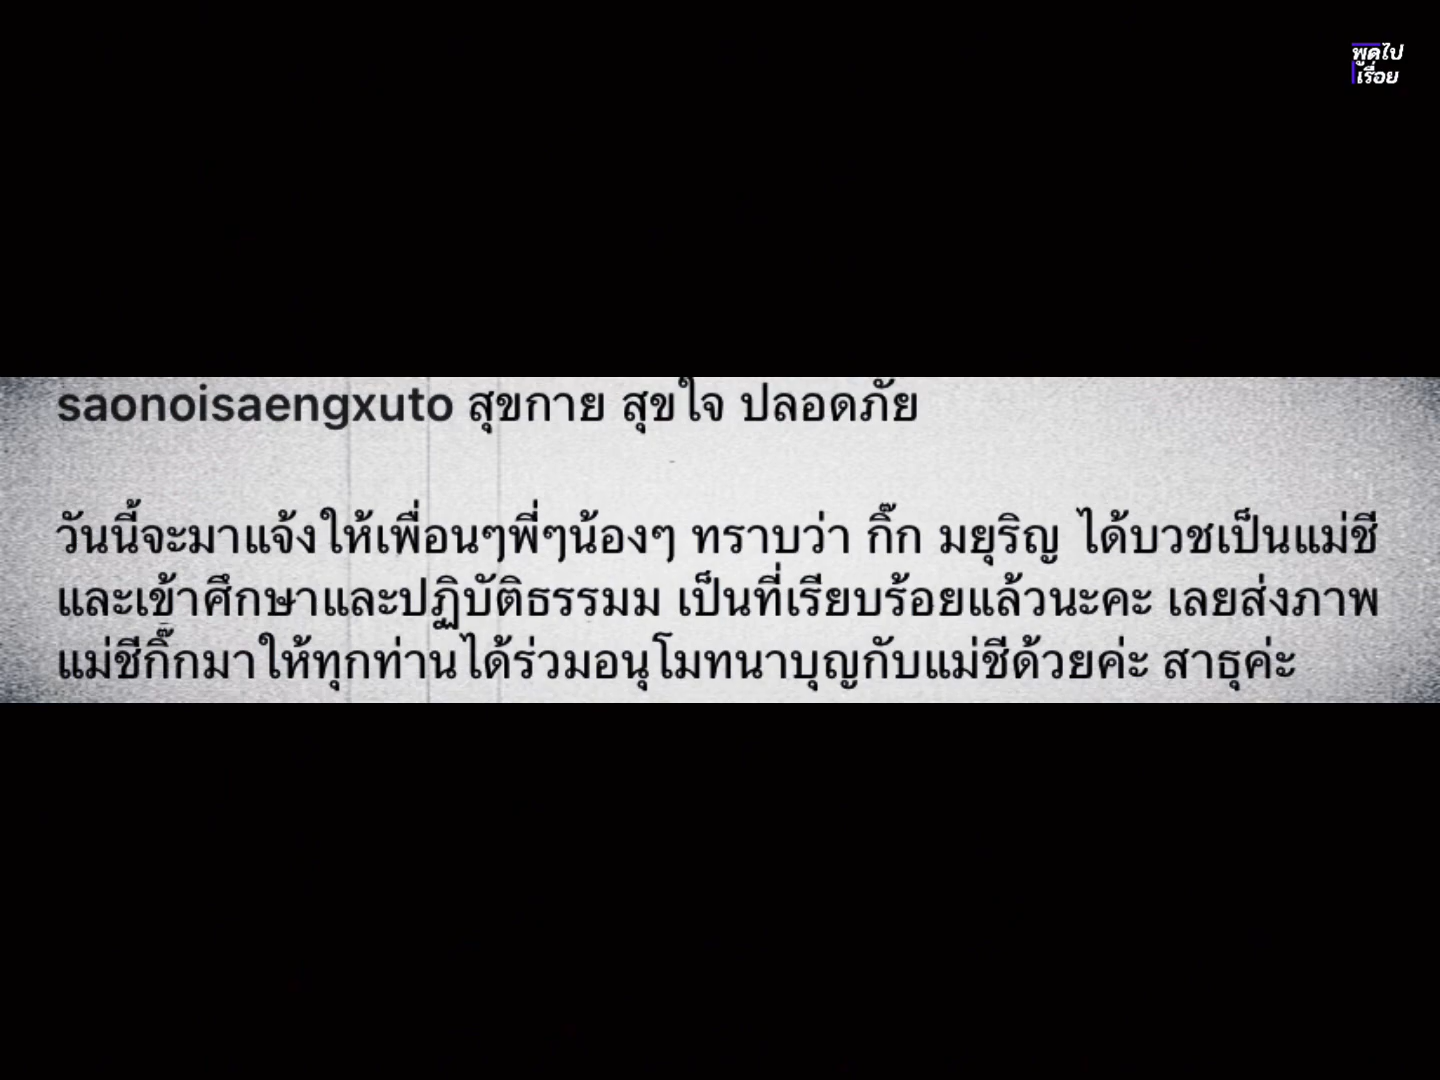 พูดไป
เรื่อย
saonoisaengxuto สุขกาย สุขใจ ปลอดภัย
วันนี้จะมาแจ้งให้เพื่อนๆพี่ๆน้องๆ ทราบว่า กิ๊ก มยุริญ ได้บวชเป็นแม่ชี
และเข้าศึกษาและปฏิบัติธรรมม เป็นที่เรียบร้อยแล้วนะคะ เลยส่งภาพ
แม่ชีกิ๊กมาให้ทุกท่านได้ร่วมอนุโมทนาบุญกับแม่ชีด้วยค่ะ สาธุค่ะ